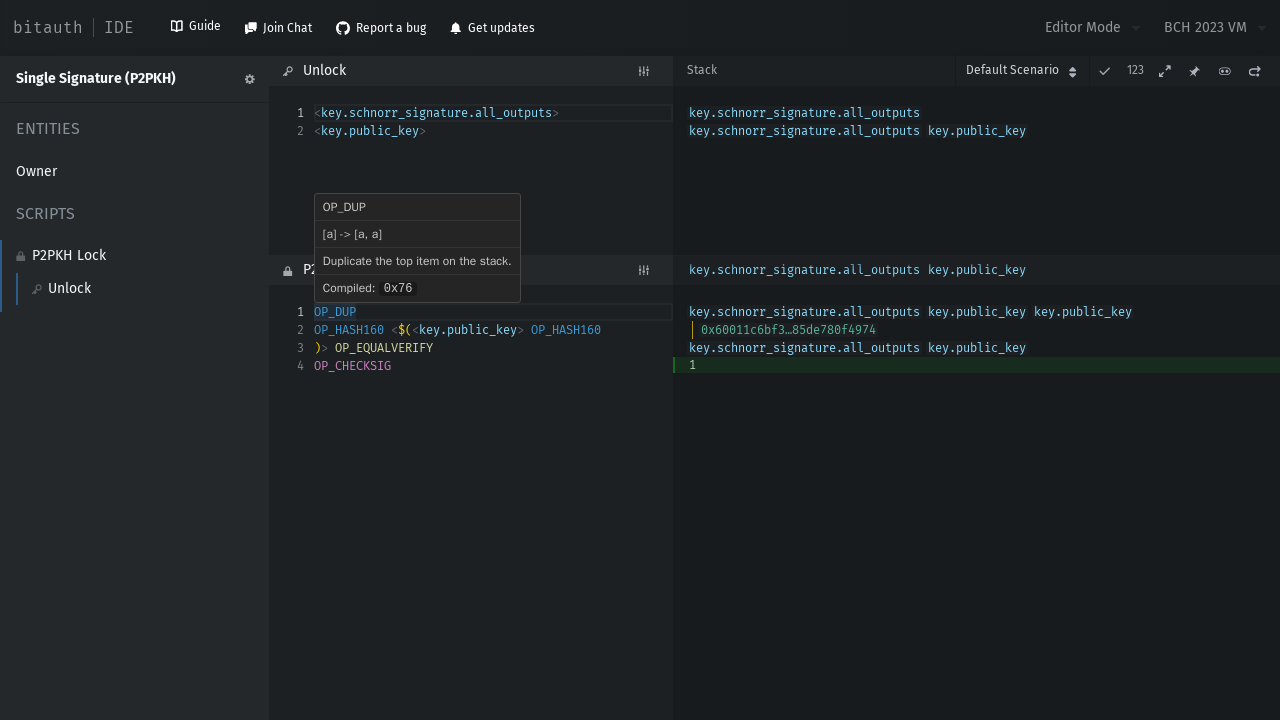 bitauth IDE Guide Join Chat Report a bug Get updates Editor Mode BCH 2023 VM
Single Signature (P2PKH)
ENTITIES
Owner
SCRIPTS
P2PKH Lock
Unlock
Unlock
1 <key.schnorr_signature.all_outputs>
2 <key.public_key>
OP_DUP
[a] -> [a, a]
Duplicate the top item on the stack.
Compiled: 0x76
P2
1 OP_DUP
2 OP_HASH160 <$(<key.public_key> OP_HASH160
3 )> OP_EQUALVERIFY
4 OP_CHECKSIG
Stack Default Scenario 123
key.schnorr_signature.all_outputs
key.schnorr_signature.all_outputs key.public_key
key.schnorr_signature.all_outputs key.public_key
key.schnorr_signature.all_outputs key.public_key key.public_key
0x60011c6bf3…85de780f4974
key.schnorr_signature.all_outputs key.public_key
1